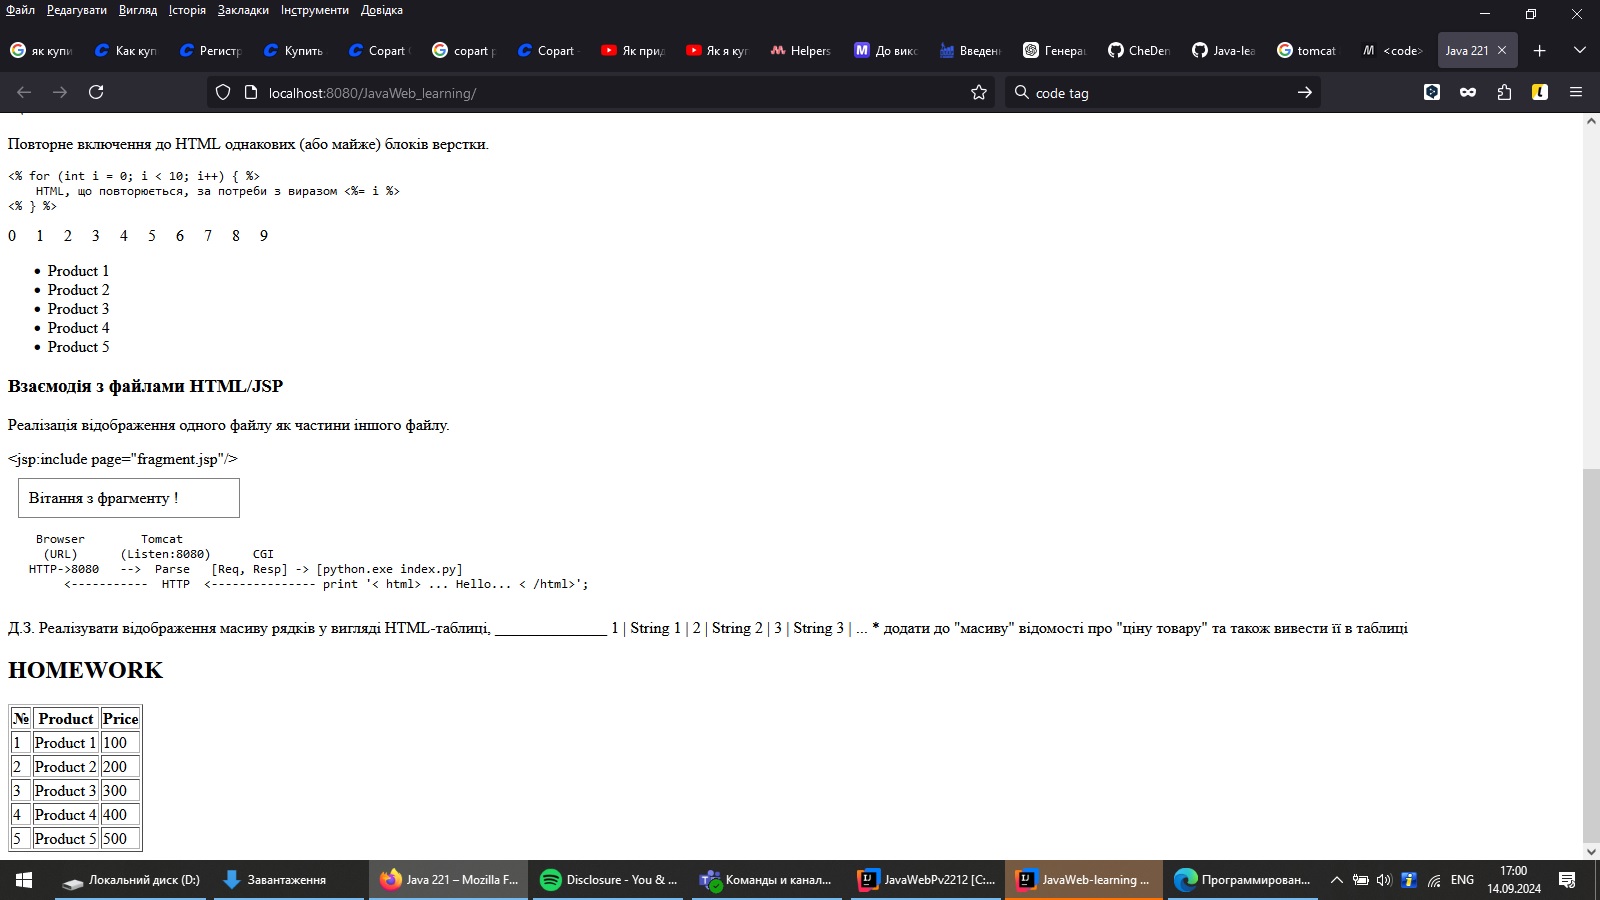 Файл Редагувати Вигляд Історія Закладки Інструменти Довідка
як купи Как куп Регистр Купить Copart copart p Copart Як при Як я куг Helpers До вико Введен Генера CheDen Java-lea tomcat <code> Java 221
localhost:8080/JavaWeb_learning/ code tag
Повторне включення до HTML однакових (або майже) блоків верстки.
<% for (int i = 0; i < 10; i++) { %>
HTML, що повторюється, за потреби з виразом <%= i %>
<% } %>
0 1 2 3 4 5 6 7 8 9
• Product 1
• Product 2
• Product 3
• Product 4
• Product 5
Взаємодія з файлами HTML/JSP
Реалізація відображення одного файлу як частини іншого файлу.
<jsp:include page="fragment.jsp"/>
Вітання з фрагменту !
Browser Tomcat
(URL) (Listen:8080) CGI
HTTP->8080 --> Parse [Req, Resp] -> [python.exe index.py]
<----------- HTTP <--------------- print '< html> ... Hello... < /html>';
Д.З. Реалізувати відображення масиву рядків у вигляді HTML-таблиці, ______________ 1 | String 1 | 2 | String 2 | 3 | String 3 | ... * додати до "масиву" відомості про "ціну товару" та також вивести її в таблиці
HOMEWORK
№ Product Price
1 Product 1 100
2 Product 2 200
3 Product 3 300
4 Product 4 400
5 Product 5 500
Локальний диск (D:) Завантаження Java 221 – Mozilla F... Disclosure - You & ... Команды и канал... JavaWebPv2212 [C:... JavaWeb-learning ... Программирован... ENG 17:00
14.09.2024